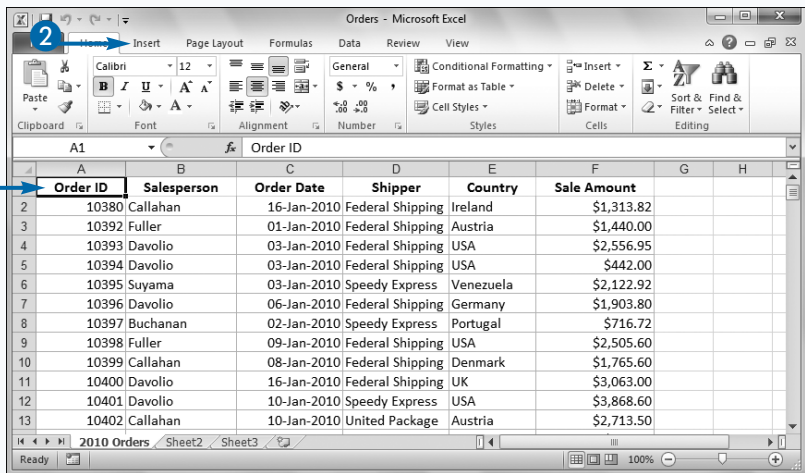 Orders - Microsoft Excel
2
Home Insert Page Layout Formulas Data Review View
Calibri 12 General Conditional Formatting Insert Σ
Paste B I U A A $ % , Format as Table Delete Sort & Filter Find & Select
A .00 .00 Cell Styles Format
Clipboard Font Alignment Number Styles Cells Editing
A1 fx Order ID
A B C D E F G H
Order ID Salesperson Order Date Shipper Country Sale Amount
2 10380 Callahan 16-Jan-2010 Federal Shipping Ireland $1,313.82
3 10392 Fuller 01-Jan-2010 Federal Shipping Austria $1,440.00
4 10393 Davolio 03-Jan-2010 Federal Shipping USA $2,556.95
5 10394 Davolio 03-Jan-2010 Federal Shipping USA $442.00
6 10395 Suyama 03-Jan-2010 Speedy Express Venezuela $2,122.92
7 10396 Davolio 06-Jan-2010 Federal Shipping Germany $1,903.80
8 10397 Buchanan 02-Jan-2010 Speedy Express Portugal $716.72
9 10398 Fuller 09-Jan-2010 Federal Shipping USA $2,505.60
10 10399 Callahan 08-Jan-2010 Federal Shipping Denmark $1,765.60
11 10400 Davolio 16-Jan-2010 Federal Shipping UK $3,063.00
12 10401 Davolio 10-Jan-2010 Speedy Express USA $3,868.60
13 10402 Callahan 10-Jan-2010 United Package Austria $2,713.50
2010 Orders Sheet2 Sheet3
Ready 100%